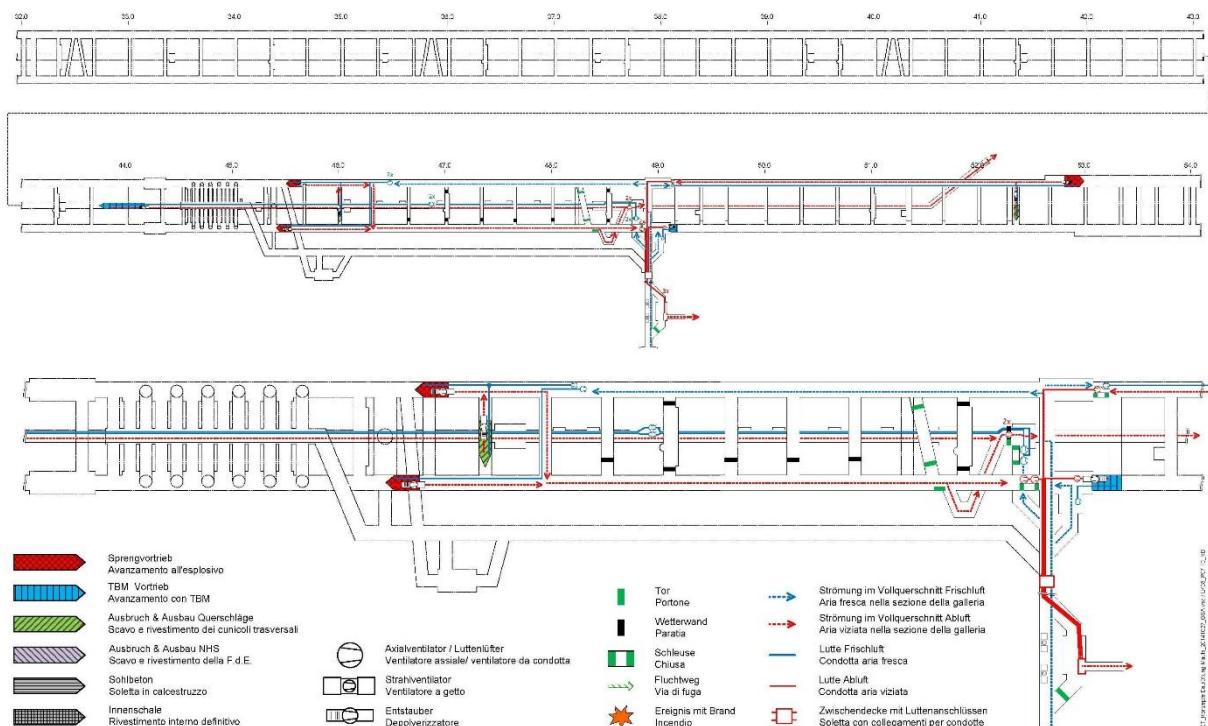 32.0 33.0 34.0 35.0 36.0 37.0 38.0 39.0 40.0 41.0 42.0 43.0
44.0 45.0 46.0 47.0 48.0 49.0 50.0 51.0 52.0 53.0 54.0
2x
Sprengvortrieb
Avanzamento all'esplosivo
TBM Vortrieb
Avanzamento con TBM
Ausbruch & Ausbau Querschläge
Scavo e rivestimento dei cunicoli trasversali
Ausbruch & Ausbau NHS
Scavo e rivestimento della F.d.E.
Sohlbeton
Soletta in calcestruzzo
Innenschale
Rivestimento interno definitivo
Axialventilator / Luttenlüfter
Ventilatore assiale/ ventilatore da condotta
Strahlventilator
Ventilatore a getto
Entstauber
Depolverizzatore
Tor
Portone
Wetterwand
Paratia
Schleuse
Chiusa
Fluchtweg
Via di fuga
Ereignis mit Brand
Incendio
Strömung im Vollquerschnitt Frischluft
Aria fresca nella sezione della galleria
Strömung im Vollquerschnitt Abluft
Aria viziata nella sezione della galleria
Lutte Frischluft
Condotta aria fresca
Lutte Abluft
Condotta aria viziata
Zwischendecke mit Luttenanschlüssen
Soletta con collegamenti per condotte